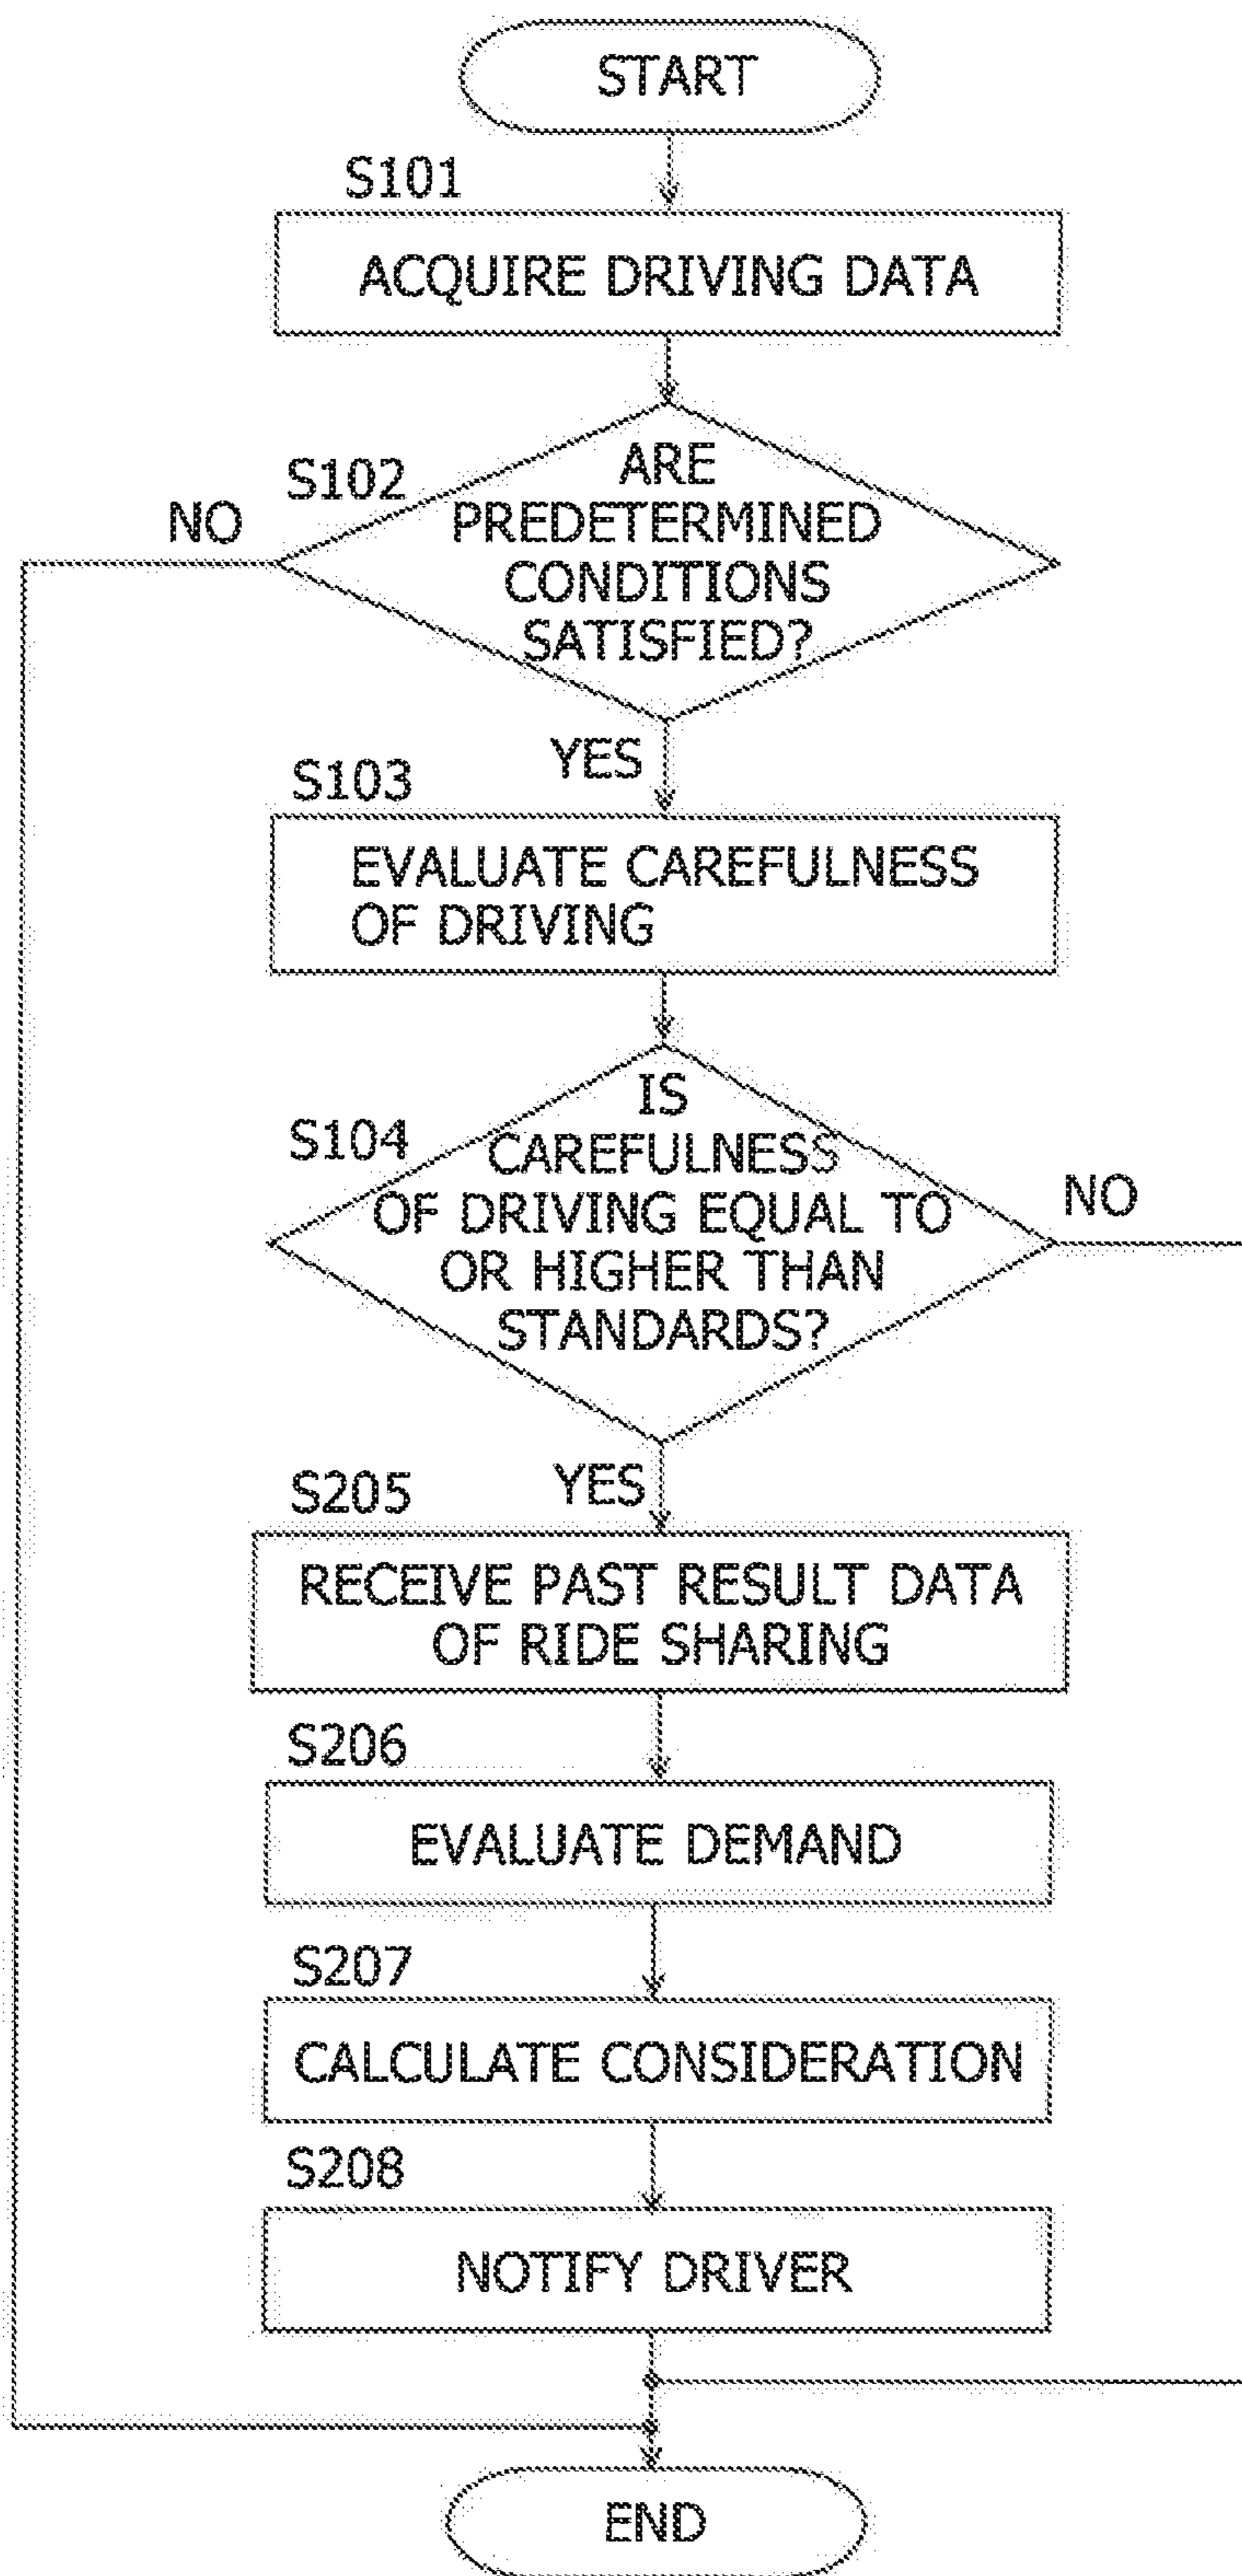 START
S101
ACQUIRE DRIVING DATA
S102
NO
ARE
PREDETERMINED
CONDITIONS
SATISFIED?
YES
S103
EVALUATE CAREFULNESS
OF DRIVING
S104
IS
CAREFULNESS
OF DRIVING EQUAL TO
OR HIGHER THAN
STANDARDS?
NO
YES
S205
RECEIVE PAST RESULT DATA
OF RIDE SHARING
S206
EVALUATE DEMAND
S207
CALCULATE CONSIDERATION
S208
NOTIFY DRIVER
END